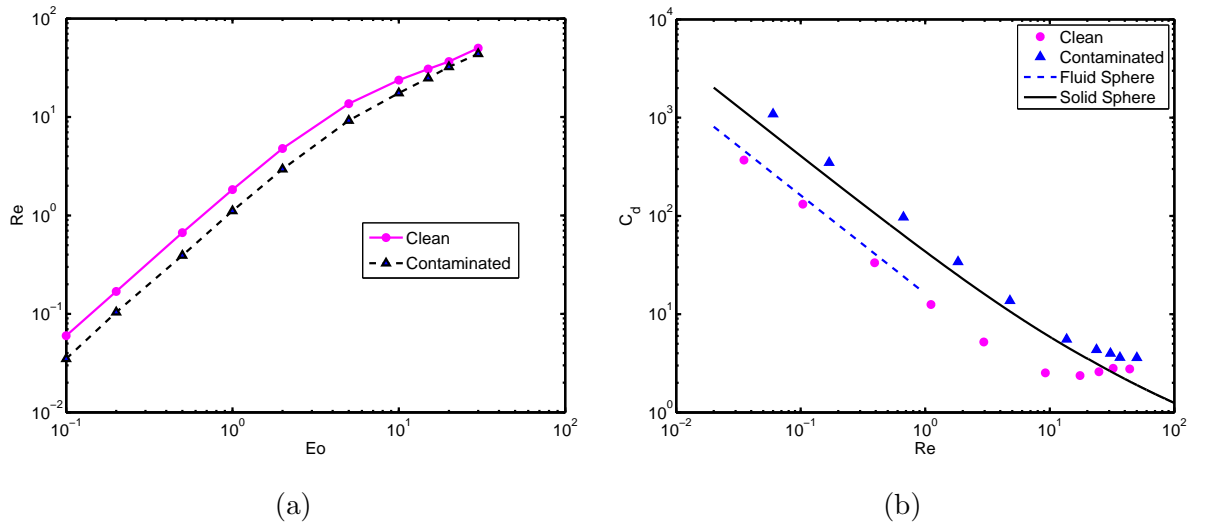 10^2
10^1
10^0
10^−1
10^−2
Re
10^−1
10^0
10^1
10^2
Eo
Clean
Contaminated
(a)
10^4
10^3
10^2
10^1
10^0
C_d
10^−2
10^−1
10^0
10^1
10^2
Re
Clean
Contaminated
Fluid Sphere
Solid Sphere
(b)